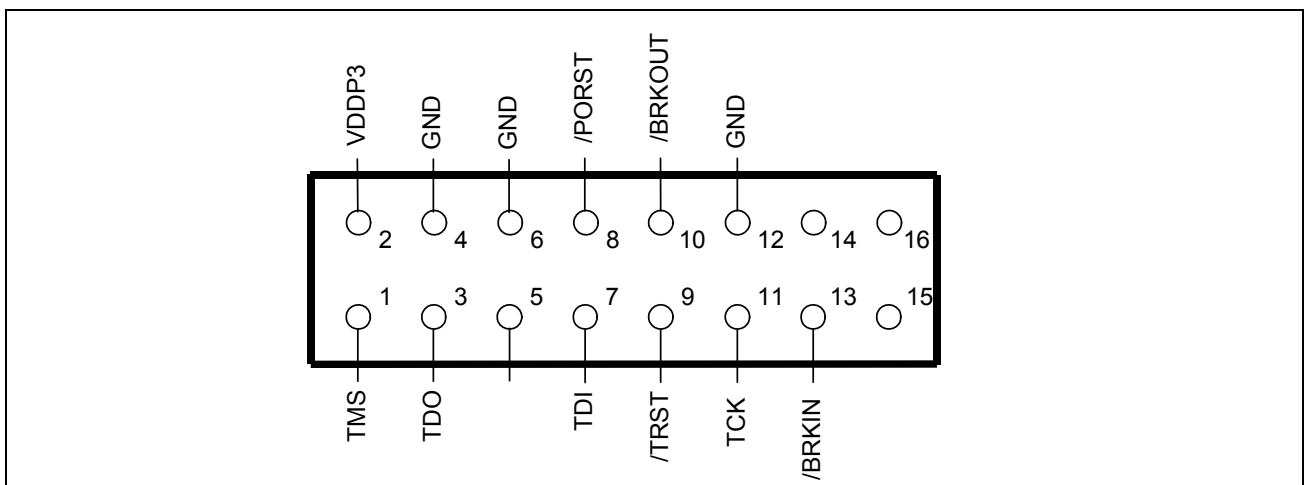 VDDP3 GND GND /PORST /BRKOUT GND
2 4 6 8 10 12 14 16
1 3 5 7 9 11 13 15
TMS TDO TDI /TRST TCK /BRKIN